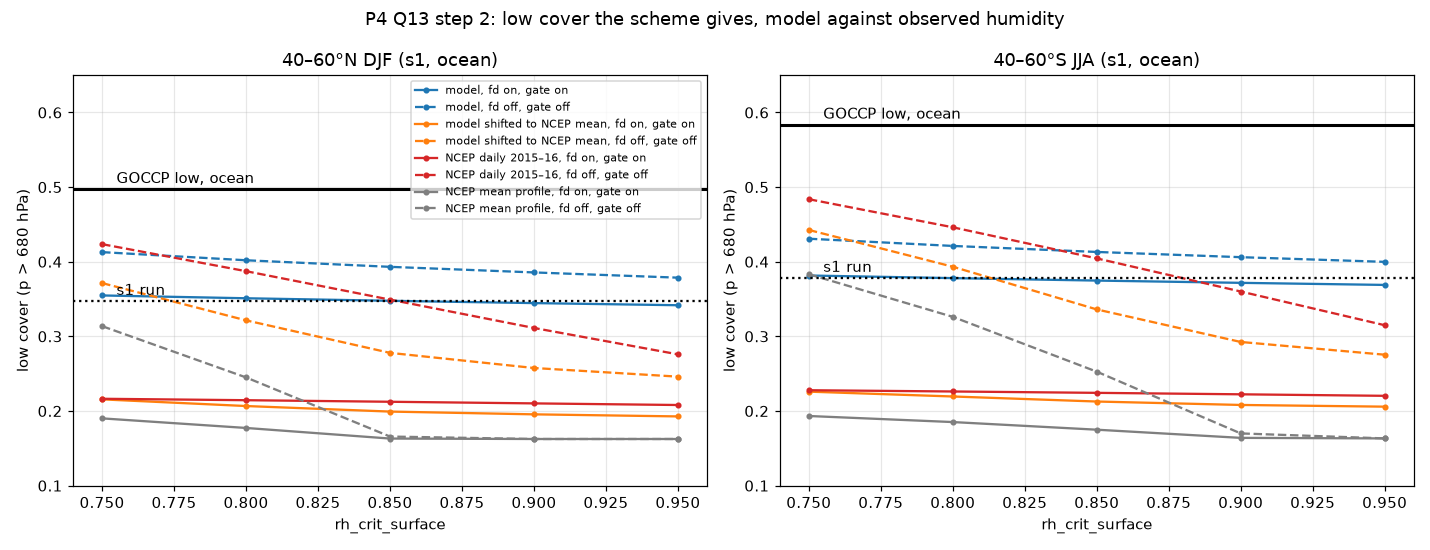 P4 Q13 step 2: low cover the scheme gives, model against observed humidity
40–60°N DJF (s1, ocean)
low cover (p > 680 hPa)
0.6
0.5
0.4
0.3
0.2
0.1
GOCCP low, ocean
s1 run
model, fd on, gate on
model, fd off, gate off
model shifted to NCEP mean, fd on, gate on
model shifted to NCEP mean, fd off, gate off
NCEP daily 2015–16, fd on, gate on
NCEP daily 2015–16, fd off, gate off
NCEP mean profile, fd on, gate on
NCEP mean profile, fd off, gate off
0.750 0.775 0.800 0.825 0.850 0.875 0.900 0.925 0.950
rh_crit_surface
40–60°S JJA (s1, ocean)
low cover (p > 680 hPa)
0.6
0.5
0.4
0.3
0.2
0.1
GOCCP low, ocean
s1 run
0.750 0.775 0.800 0.825 0.850 0.875 0.900 0.925 0.950
rh_crit_surface